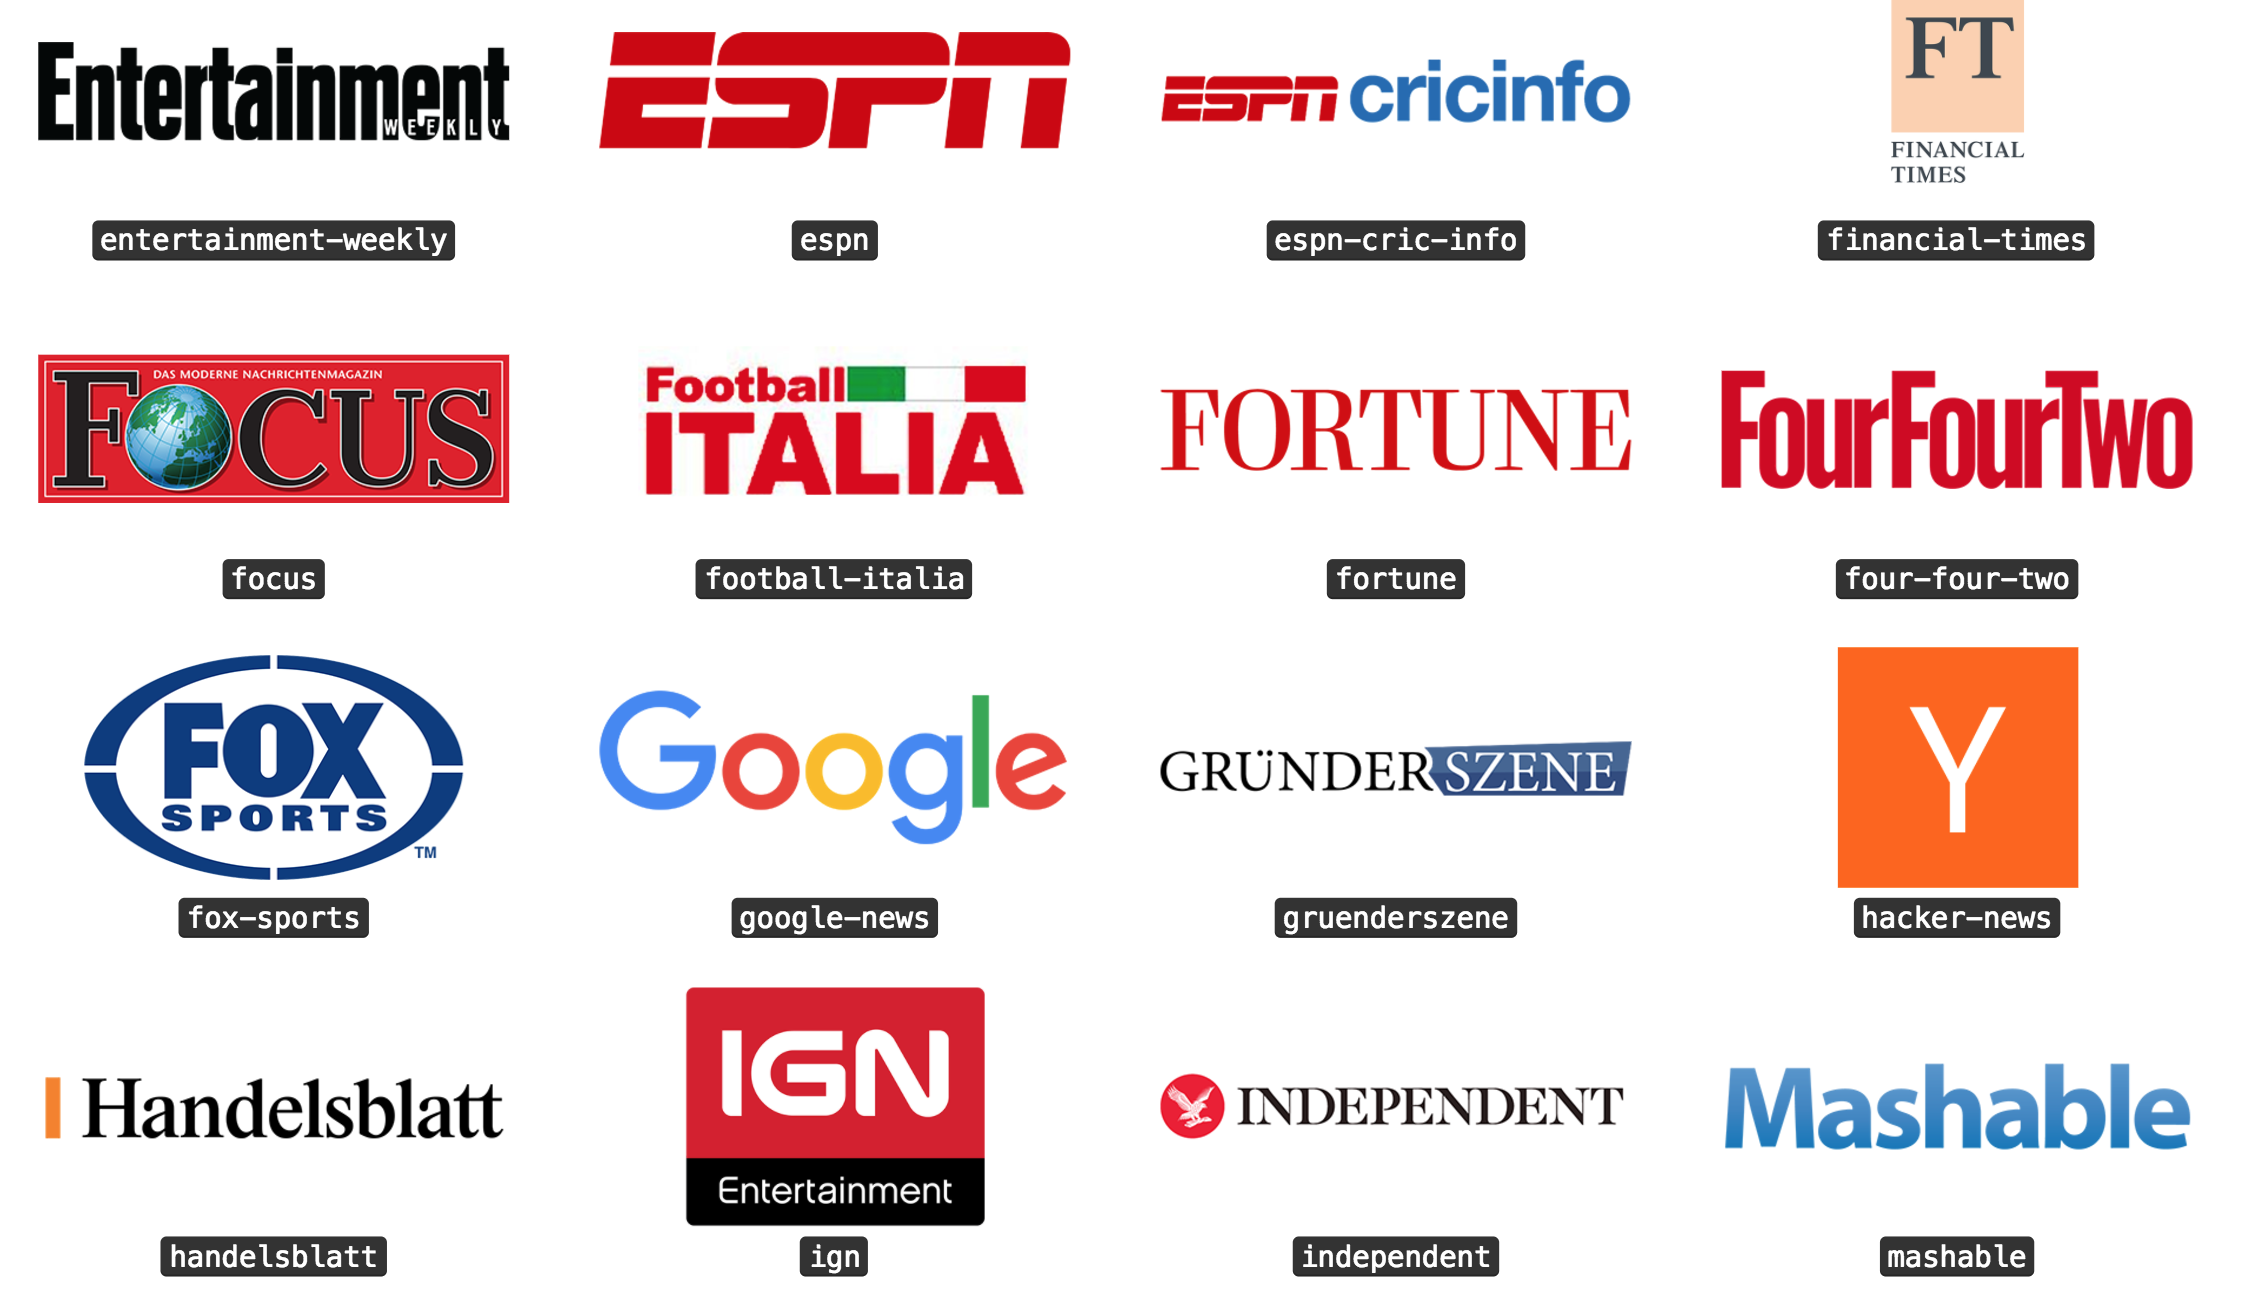 Entertainment
WEEKLY
ESPN
ESPN cricinfo
FT
FINANCIAL
TIMES
entertainment-weekly
espn
espn-cric-info
financial-times
DAS MODERNE NACHRICHTENMAGAZIN
FOCUS
Football
ITALIA
FORTUNE
FourFourTwo
focus
football-italia
fortune
four-four-two
FOX
SPORTS
TM
Google
GRÜNDERSZENE
Y
fox-sports
google-news
gruenderszene
hacker-news
Handelsblatt
IGN
Entertainment
INDEPENDENT
Mashable
handelsblatt
ign
independent
mashable